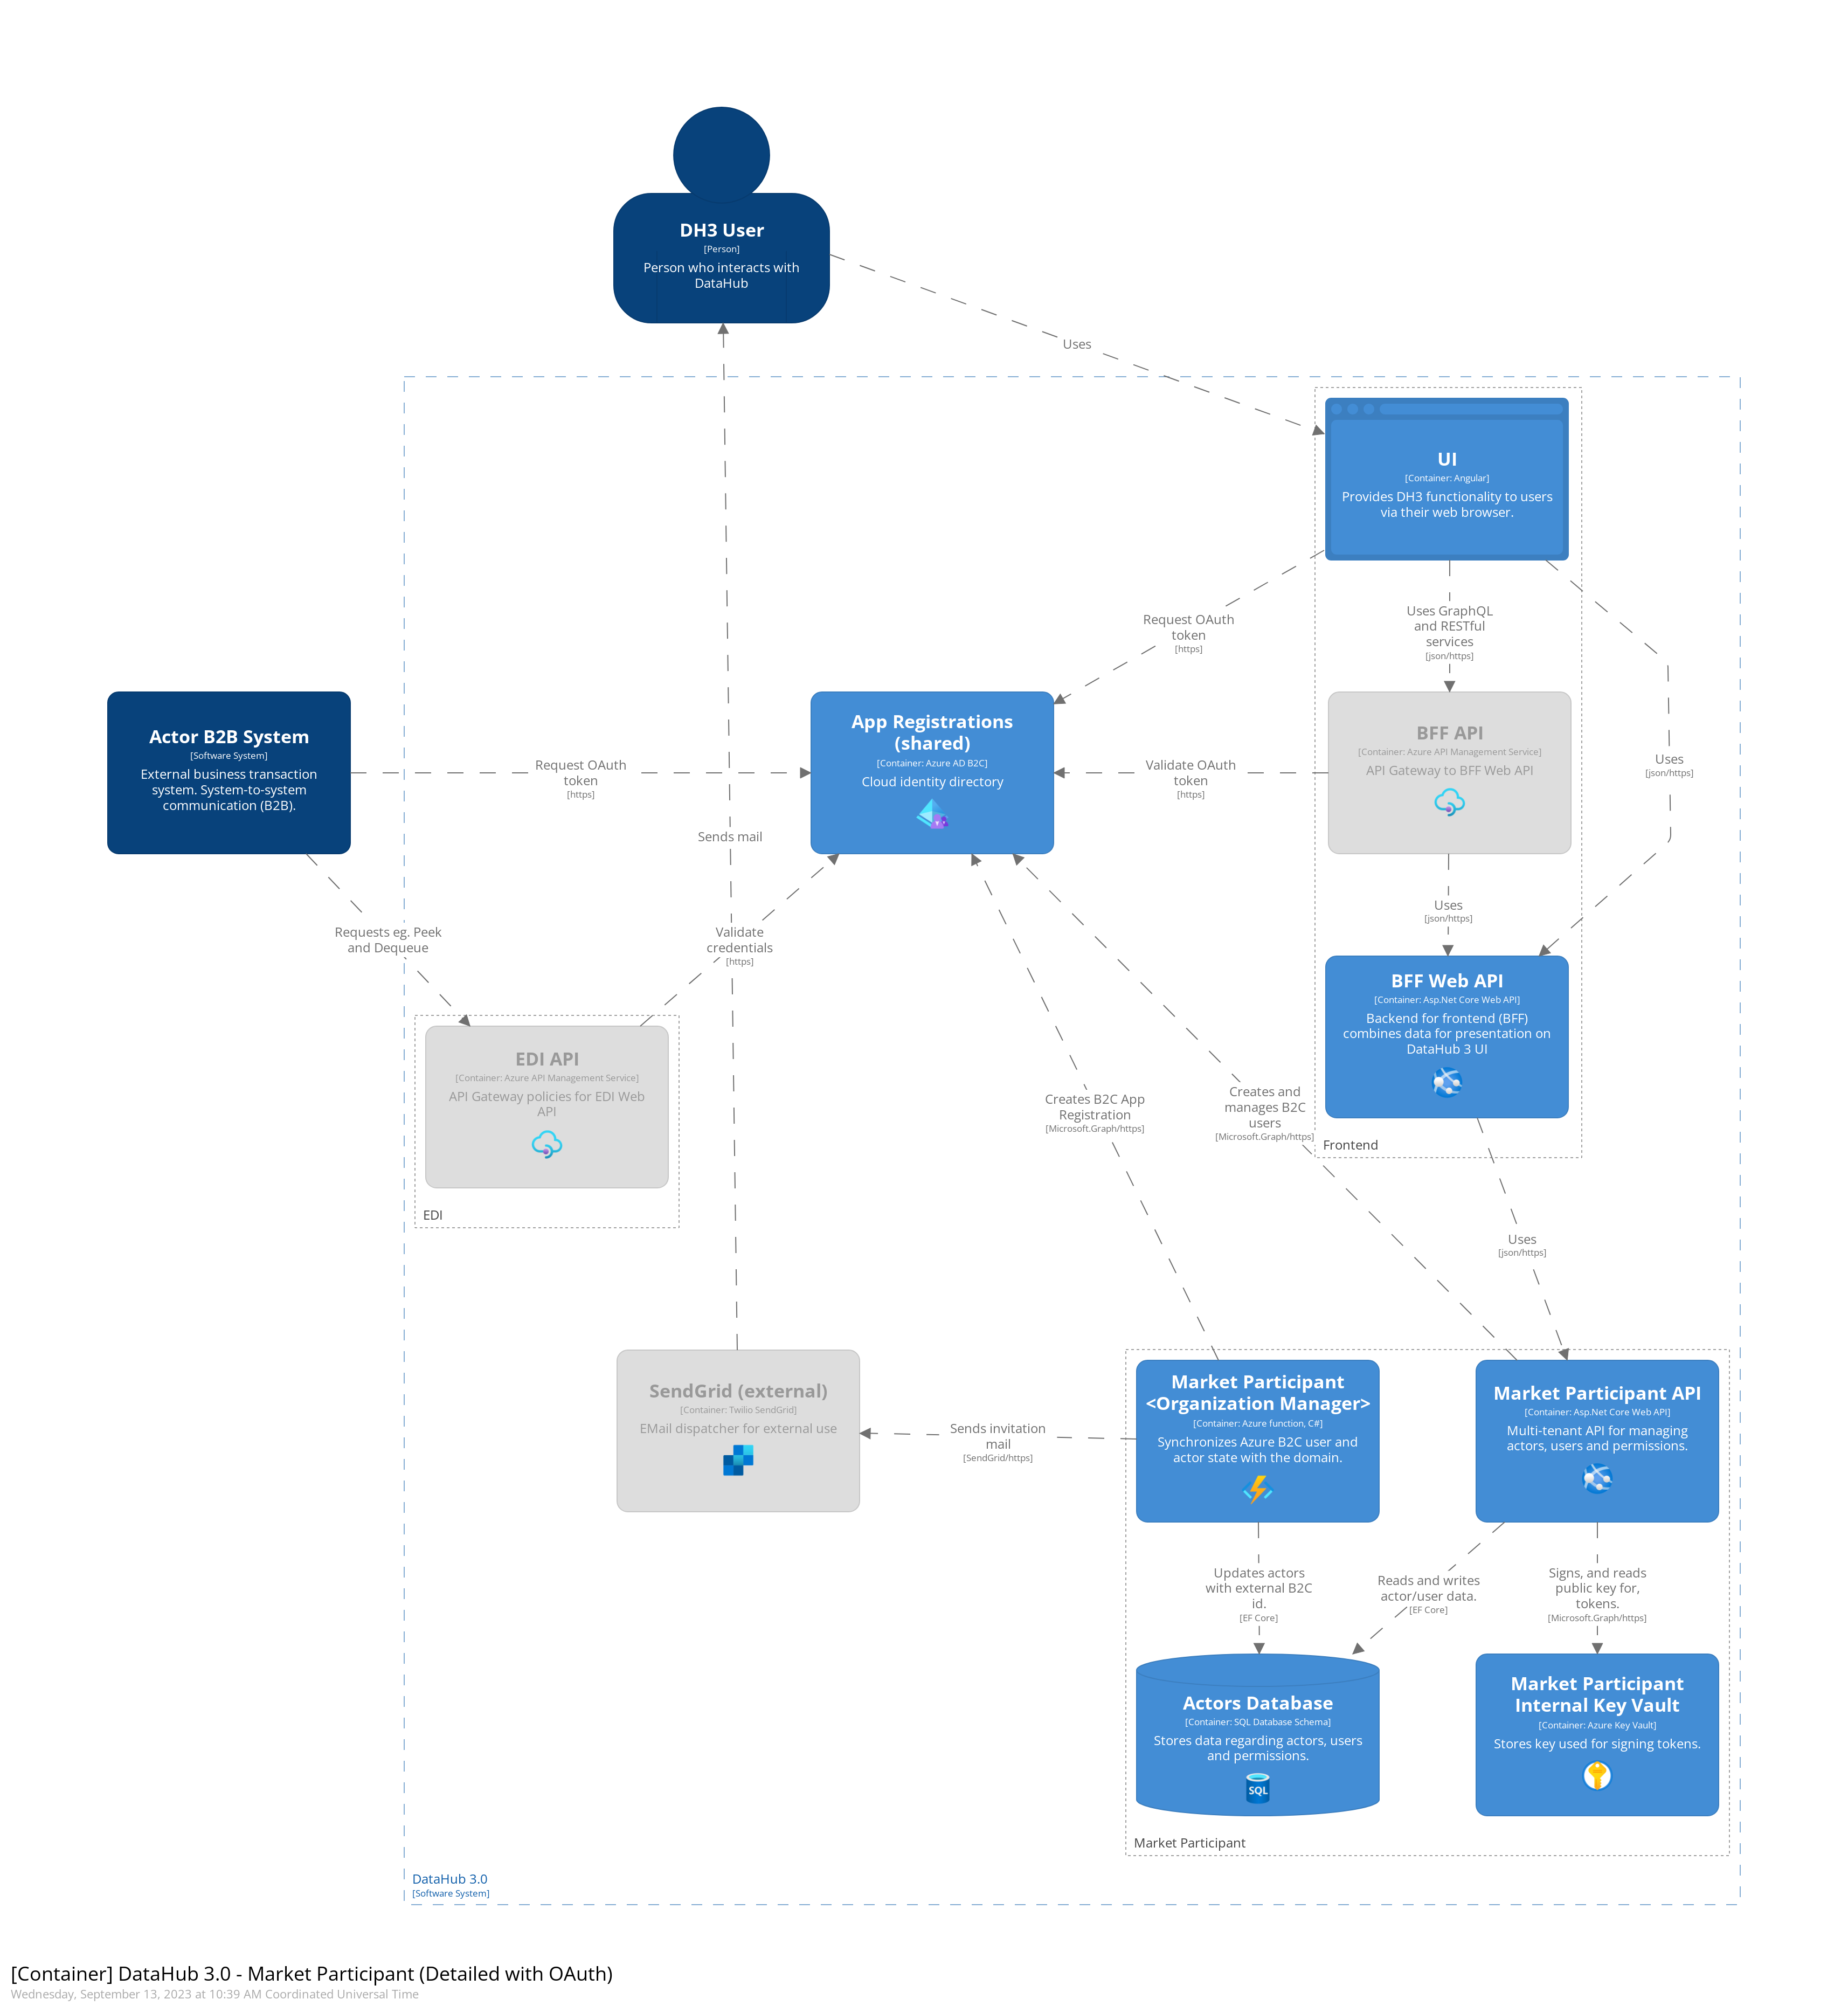 DH3 User
[Person]
Person who interacts with
DataHub
Uses
UI
[Container: Angular]
Provides DH3 functionality to users
via their web browser.
Request OAuth
token
[https]
Uses GraphQL
and RESTful
services
[json/https]
Actor B2B System
[Software System]
External business transaction
system. System-to-system
communication (B2B).
Request OAuth
token
[https]
App Registrations
(shared)
[Container: Azure AD B2C]
Cloud identity directory
Validate OAuth
token
[https]
BFF API
[Container: Azure API Management Service]
API Gateway to BFF Web API
Uses
[json/https]
Sends mail
Requests eg. Peek
and Dequeue
Validate
credentials
[https]
Uses
[json/https]
BFF Web API
[Container: Asp.Net Core Web API]
Backend for frontend (BFF)
combines data for presentation on
DataHub 3 UI
EDI API
[Container: Azure API Management Service]
API Gateway policies for EDI Web
API
EDI
Creates B2C App
Registration
[Microsoft.Graph/https]
Creates and
manages B2C
users
[Microsoft.Graph/https]
Frontend
Uses
[json/https]
SendGrid (external)
[Container: Twilio SendGrid]
EMail dispatcher for external use
Sends invitation
mail
[SendGrid/https]
Market Participant
<Organization Manager>
[Container: Azure function, C#]
Synchronizes Azure B2C user and
actor state with the domain.
Market Participant API
[Container: Asp.Net Core Web API]
Multi-tenant API for managing
actors, users and permissions.
Updates actors
with external B2C
id.
[EF Core]
Reads and writes
actor/user data.
[EF Core]
Signs, and reads
public key for,
tokens.
[Microsoft.Graph/https]
Actors Database
[Container: SQL Database Schema]
Stores data regarding actors, users
and permissions.
SQL
Market Participant
Internal Key Vault
[Container: Azure Key Vault]
Stores key used for signing tokens.
Market Participant
DataHub 3.0
[Software System]
[Container] DataHub 3.0 - Market Participant (Detailed with OAuth)
Wednesday, September 13, 2023 at 10:39 AM Coordinated Universal Time